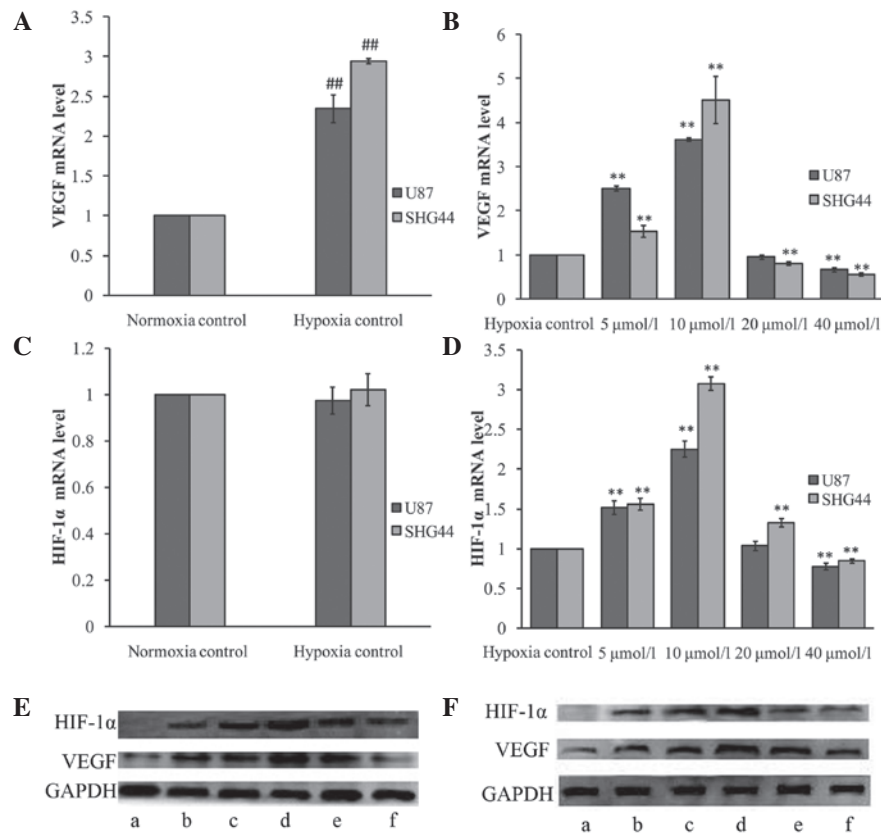 A
VEGF mRNA level
3.5
3
2.5
2
1.5
1
0.5
0
##
##
U87
SHG44
Normoxia control
Hypoxia control
B
VEGF mRNA level
6
5
4
3
2
1
0
**
**
**
**
**
**
**
U87
SHG44
Hypoxia control
5 μmol/l
10 μmol/l
20 μmol/l
40 μmol/l
C
HIF-1α mRNA level
1.2
1
0.8
0.6
0.4
0.2
0
U87
SHG44
Normoxia control
Hypoxia control
D
HIF-1α mRNA level
3.5
3
2.5
2
1.5
1
0.5
0
**
**
**
**
**
**
**
U87
SHG44
Hypoxia control
5 μmol/l
10 μmol/l
20 μmol/l
40 μmol/l
E
HIF-1α
VEGF
GAPDH
a b c d e f
F
HIF-1α
VEGF
GAPDH
a b c d e f